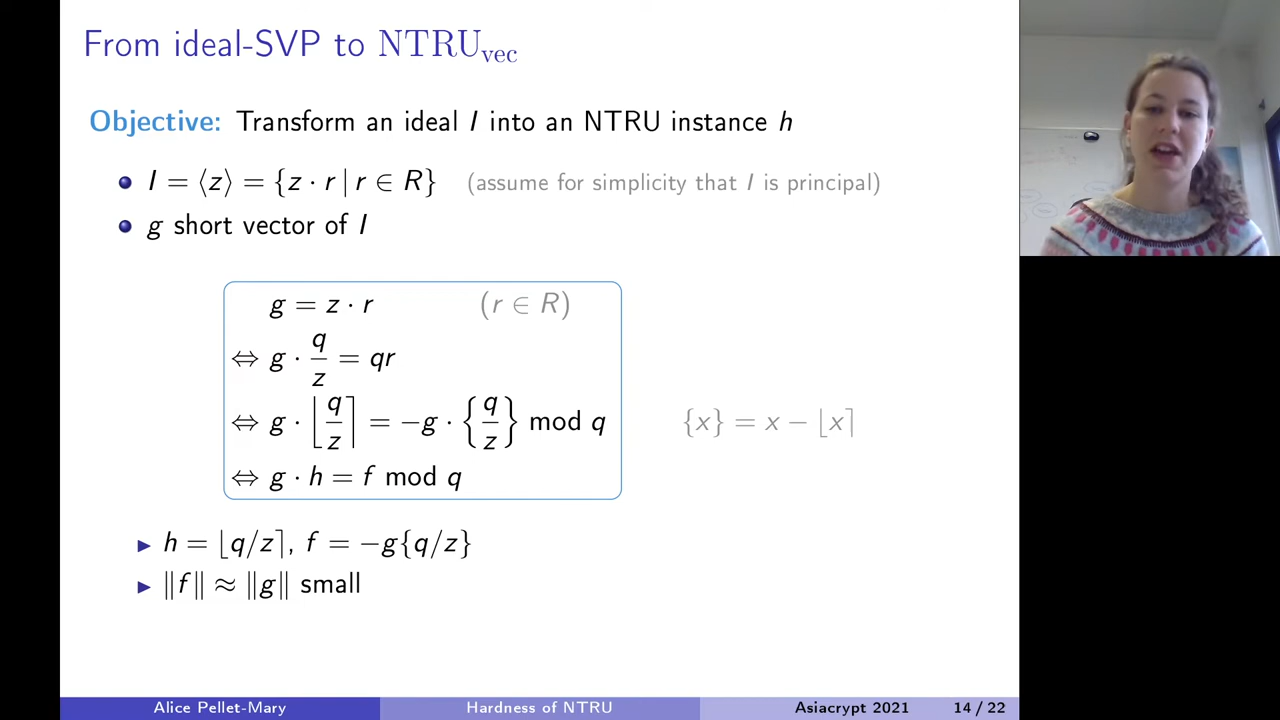 From ideal-SVP to NTRU_vec
Objective: Transform an ideal I into an NTRU instance h
• I = ⟨z⟩ = {z · r | r ∈ R} (assume for simplicity that I is principal)
• g short vector of I
g = z · r (r ∈ R)
⇔ g · q/z = qr
⇔ g · ⌊q/z⌉ = −g · {q/z} mod q {x} = x − ⌊x⌉
⇔ g · h = f mod q
▶ h = ⌊q/z⌉, f = −g{q/z}
▶ ‖f‖ ≈ ‖g‖ small
Alice Pellet-Mary Hardness of NTRU Asiacrypt 2021 14 / 22